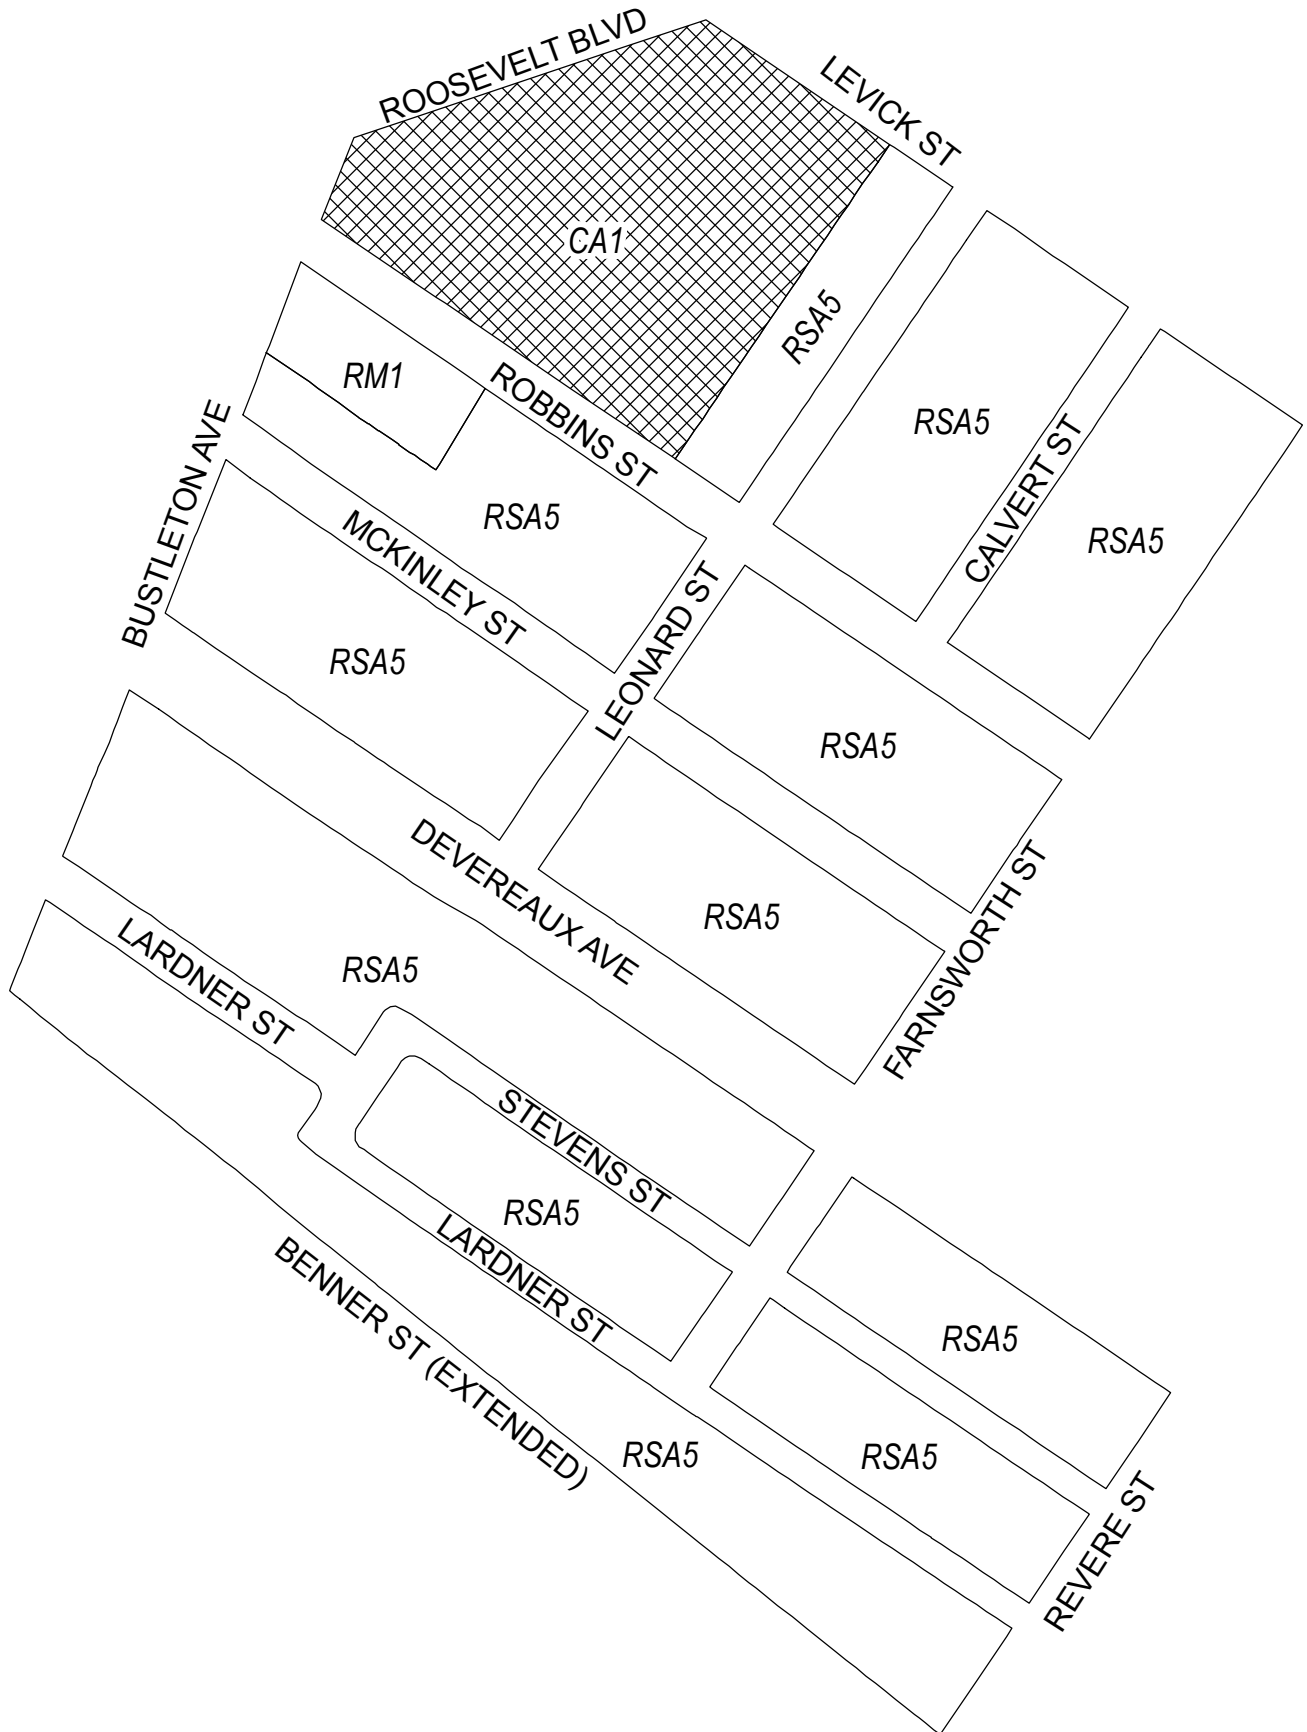 ROOSEVELT BLVD
LEVICK ST
CA1
RSA5
RM1
ROBBINS ST
RSA5
CALVERT ST
RSA5
BUSTLETON AVE
RSA5
MCKINLEY ST
LEONARD ST
RSA5
RSA5
DEVEREAUX AVE
RSA5
FARNSWORTH ST
LARDNER ST
RSA5
STEVENS ST
RSA5
LARDNER ST
BENNER ST (EXTENDED)
RSA5
RSA5
RSA5
REVERE ST